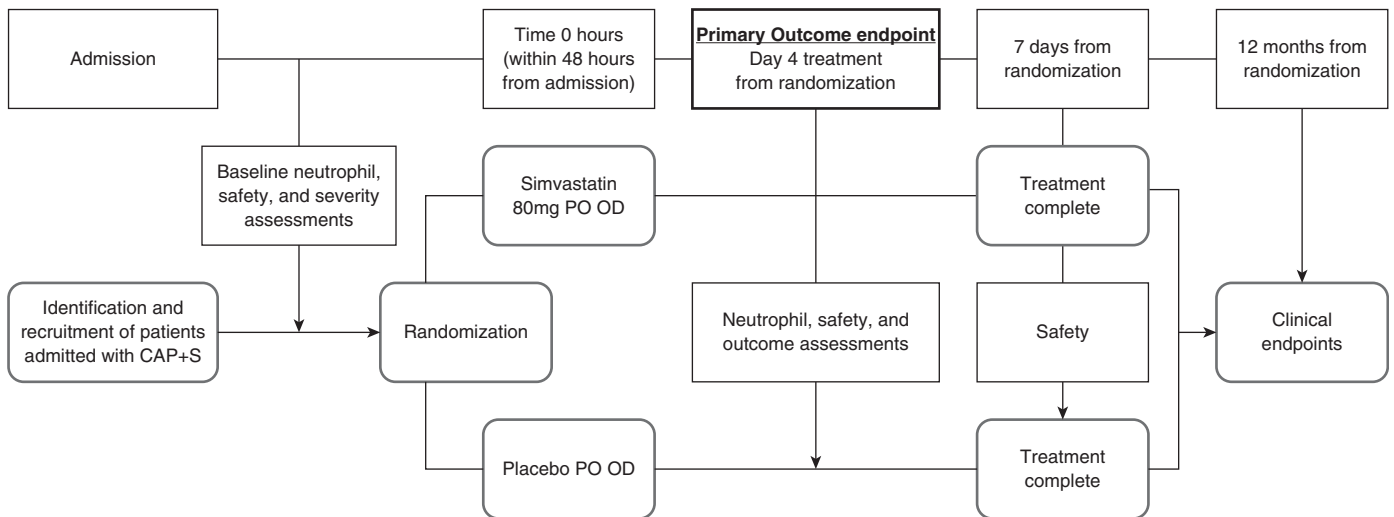 Admission
Time 0 hours
(within 48 hours
from admission)
Primary Outcome endpoint
Day 4 treatment
from randomization
7 days from
randomization
12 months from
randomization
Baseline neutrophil,
safety, and severity
assessments
Simvastatin
80mg PO OD
Treatment
complete
Identification and
recruitment of patients
admitted with CAP+S
Randomization
Neutrophil, safety, and
outcome assessments
Safety
Clinical
endpoints
Placebo PO OD
Treatment
complete